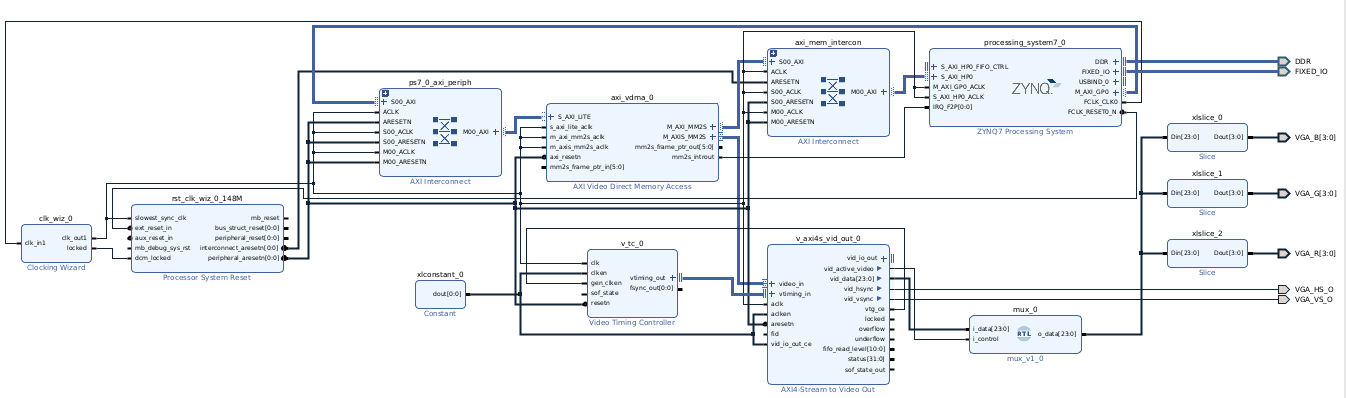 clk_wiz_0
clk_in1
clk_out1
locked
Clocking Wizard
rst_clk_wiz_0_148M
slowest_sync_clk
ext_reset_in
aux_reset_in
mb_debug_sys_rst
dcm_locked
mb_reset
bus_struct_reset[0:0]
peripheral_reset[0:0]
interconnect_aresetn[0:0]
peripheral_aresetn[0:0]
Processor System Reset
ps7_0_axi_periph
S00_AXI
ACLK
ARESETN
S00_ACLK
S00_ARESETN
M00_ACLK
M00_ARESETN
M00_AXI
AXI Interconnect
xlconstant_0
dout[0:0]
Constant
axi_vdma_0
S_AXI_LITE
s_axi_lite_aclk
m_axi_mm2s_aclk
m_axis_mm2s_aclk
axi_resetn
mm2s_frame_ptr_in[5:0]
M_AXI_MM2S
M_AXIS_MM2S
mm2s_frame_ptr_out[5:0]
mm2s_introut
AXI Video Direct Memory Access
v_tc_0
clk
clken
gen_clken
sof_state
resetn
vtiming_out
fsync_out[0:0]
Video Timing Controller
axi_mem_intercon
S00_AXI
ACLK
ARESETN
S00_ACLK
S00_ARESETN
M00_ACLK
M00_ARESETN
M00_AXI
AXI Interconnect
v_axi4s_vid_out_0
video_in
vtiming_in
aclk
aclken
aresetn
fid
vid_io_out_ce
vid_io_out
vid_active_video
vid_data[23:0]
vid_hsync
vid_vsync
vtg_ce
locked
overflow
underflow
fifo_read_level[10:0]
status[31:0]
sof_state_out
AXI4-Stream to Video Out
processing_system7_0
S_AXI_HP0_FIFO_CTRL
S_AXI_HP0
M_AXI_GP0_ACLK
S_AXI_HP0_ACLK
IRQ_F2P[0:0]
ZYNQ
DDR
FIXED_IO
USBIND_0
M_AXI_GP0
FCLK_CLK0
FCLK_RESET0_N
ZYNQ7 Processing System
mux_0
i_data[23:0]
i_control
RTL
o_data[23:0]
mux_v1_0
xlslice_0
Din[23:0]
Dout[3:0]
Slice
xlslice_1
Din[23:0]
Dout[3:0]
Slice
xlslice_2
Din[23:0]
Dout[3:0]
Slice
DDR
FIXED_IO
VGA_B[3:0]
VGA_G[3:0]
VGA_R[3:0]
VGA_HS_O
VGA_VS_O